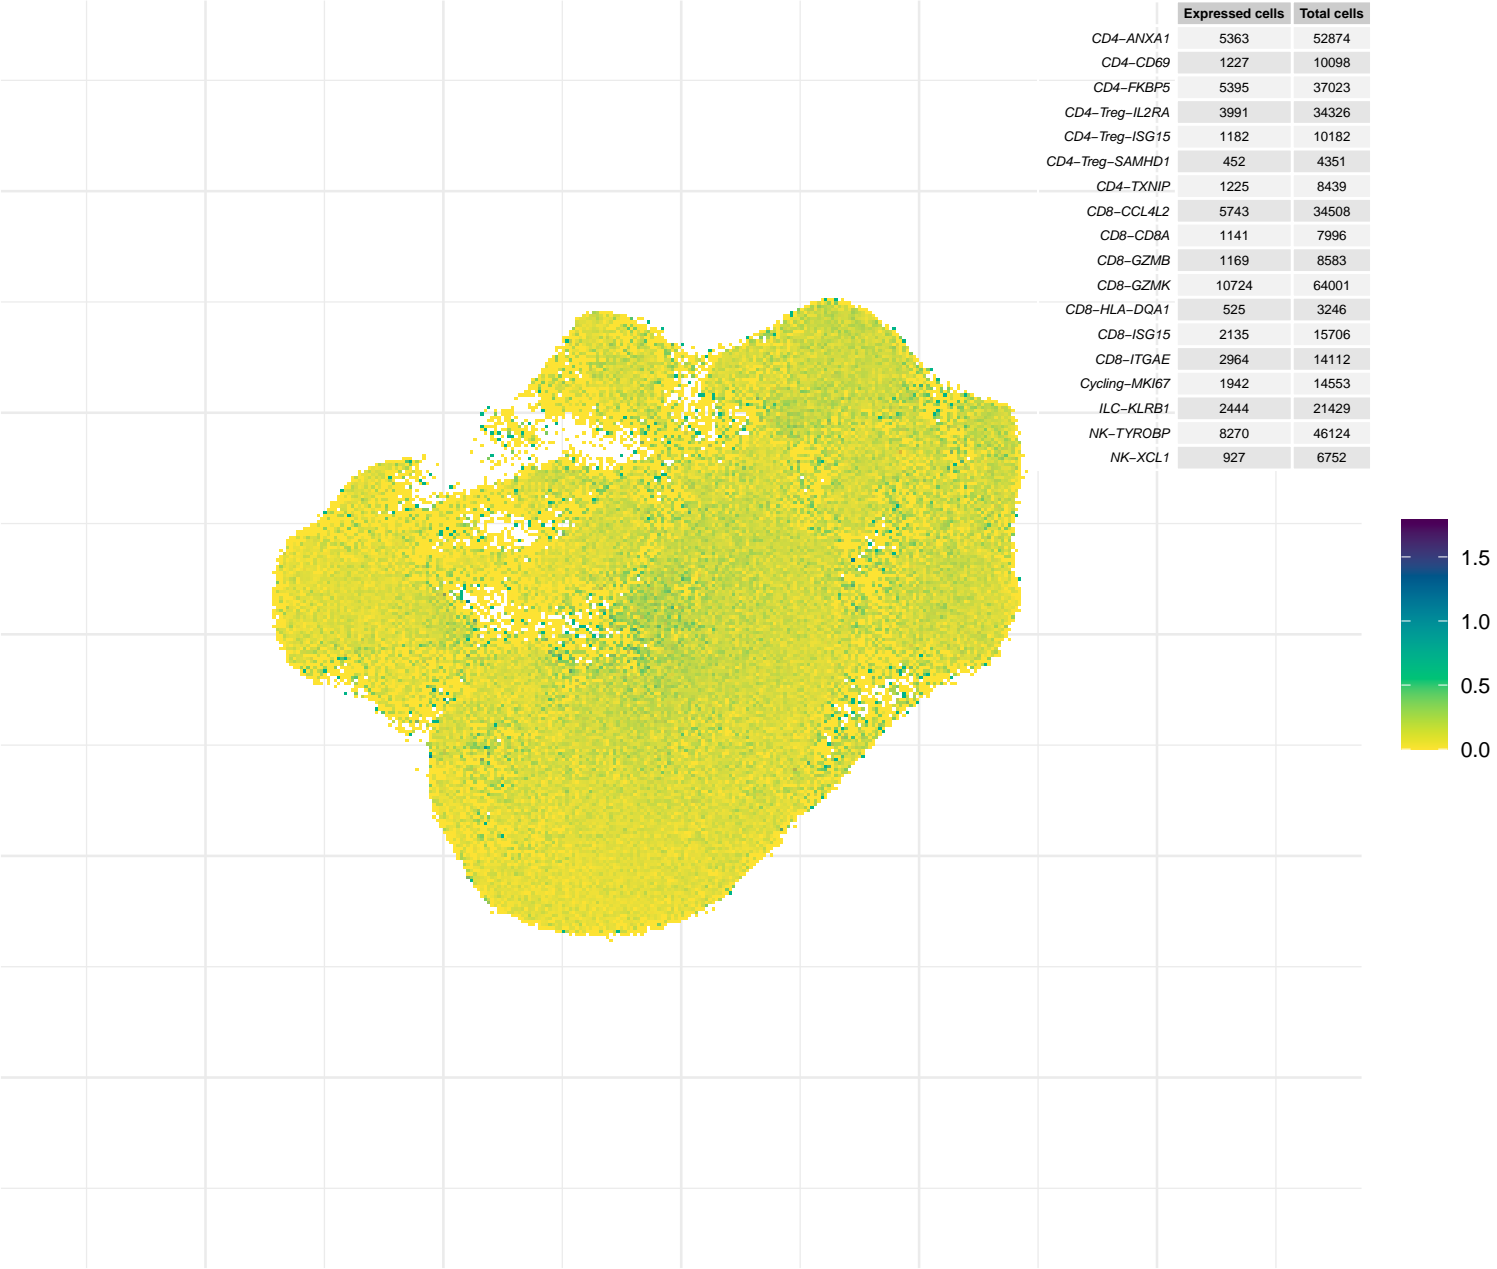 Expressed cells Total cells
CD4−ANXA1 5363 52874
CD4−CD69 1227 10098
CD4−FKBP5 5395 37023
CD4−Treg−IL2RA 3991 34326
CD4−Treg−ISG15 1182 10182
CD4−Treg−SAMHD1 452 4351
CD4−TXNIP 1225 8439
CD8−CCL4L2 5743 34508
CD8−CD8A 1141 7996
CD8−GZMB 1169 8583
CD8−GZMK 10724 64001
CD8−HLA−DQA1 525 3246
CD8−ISG15 2135 15706
CD8−ITGAE 2964 14112
Cycling−MKI67 1942 14553
ILC−KLRB1 2444 21429
NK−TYROBP 8270 46124
NK−XCL1 927 6752
1.5
1.0
0.5
0.0